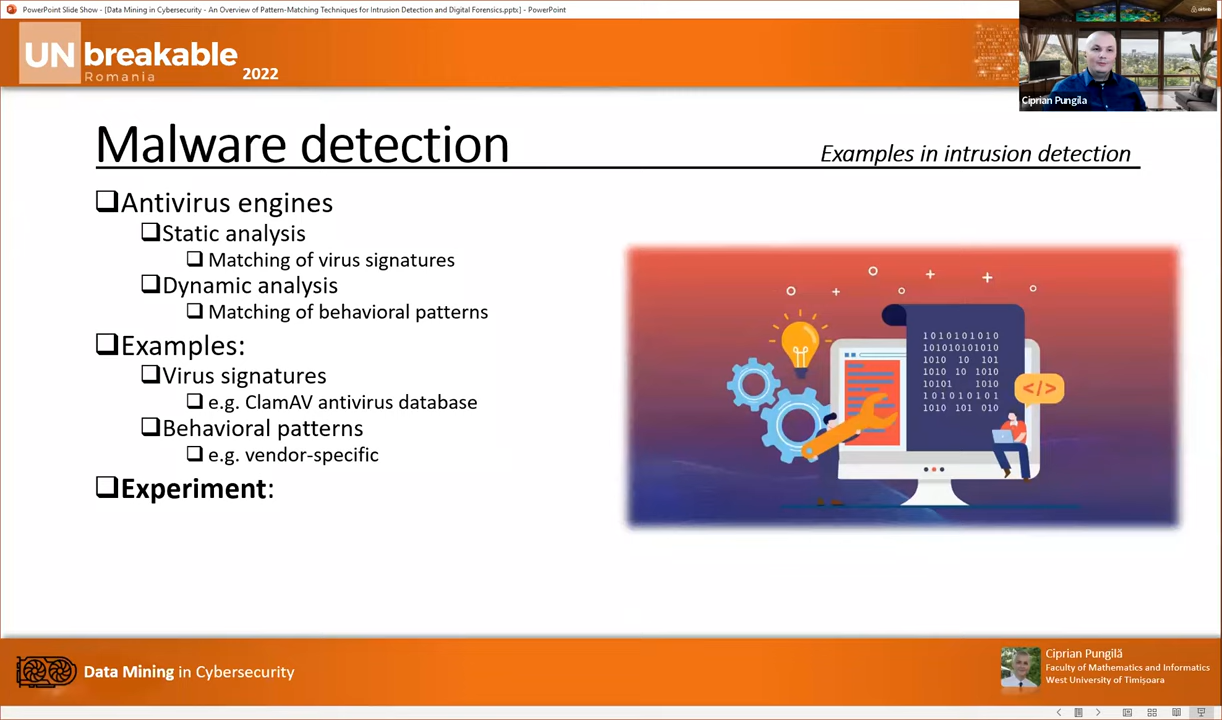 PowerPoint Slide Show - [Data Mining in Cybersecurity - An Overview of Pattern-Matching Techniques for Intrusion Detection and Digital Forensics.pptx] - PowerPoint
UNbreakable
Romania
2022
airbnb
Ciprian Pungila
Malware detection
Examples in intrusion detection
Antivirus engines
Static analysis
Matching of virus signatures
Dynamic analysis
Matching of behavioral patterns
Examples:
Virus signatures
e.g. ClamAV antivirus database
Behavioral patterns
e.g. vendor-specific
Experiment:
1010101010
101010101010
1010 10 101
1010 10 1010
10101 1010
101010101
1010 101 010
</>
Data Mining in Cybersecurity
Ciprian Pungilă
Faculty of Mathematics and Informatics
West University of Timișoara